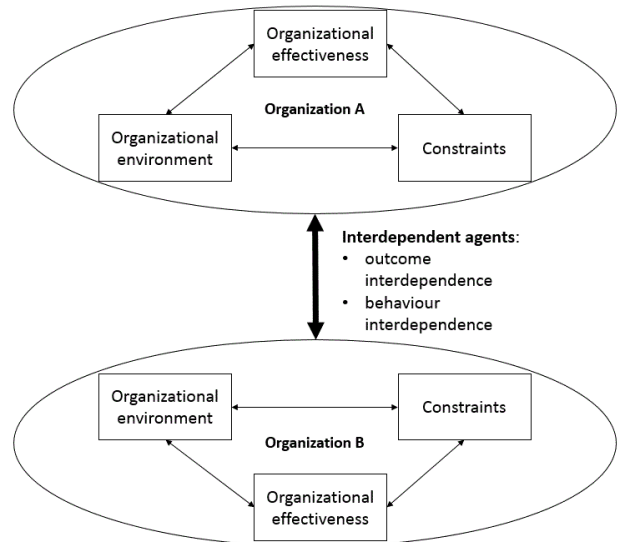 Organizational
effectiveness
Organization A
Organizational
environment
Constraints
Interdependent agents:
• outcome
interdependence
• behaviour
interdependence
Organizational
environment
Constraints
Organization B
Organizational
effectiveness